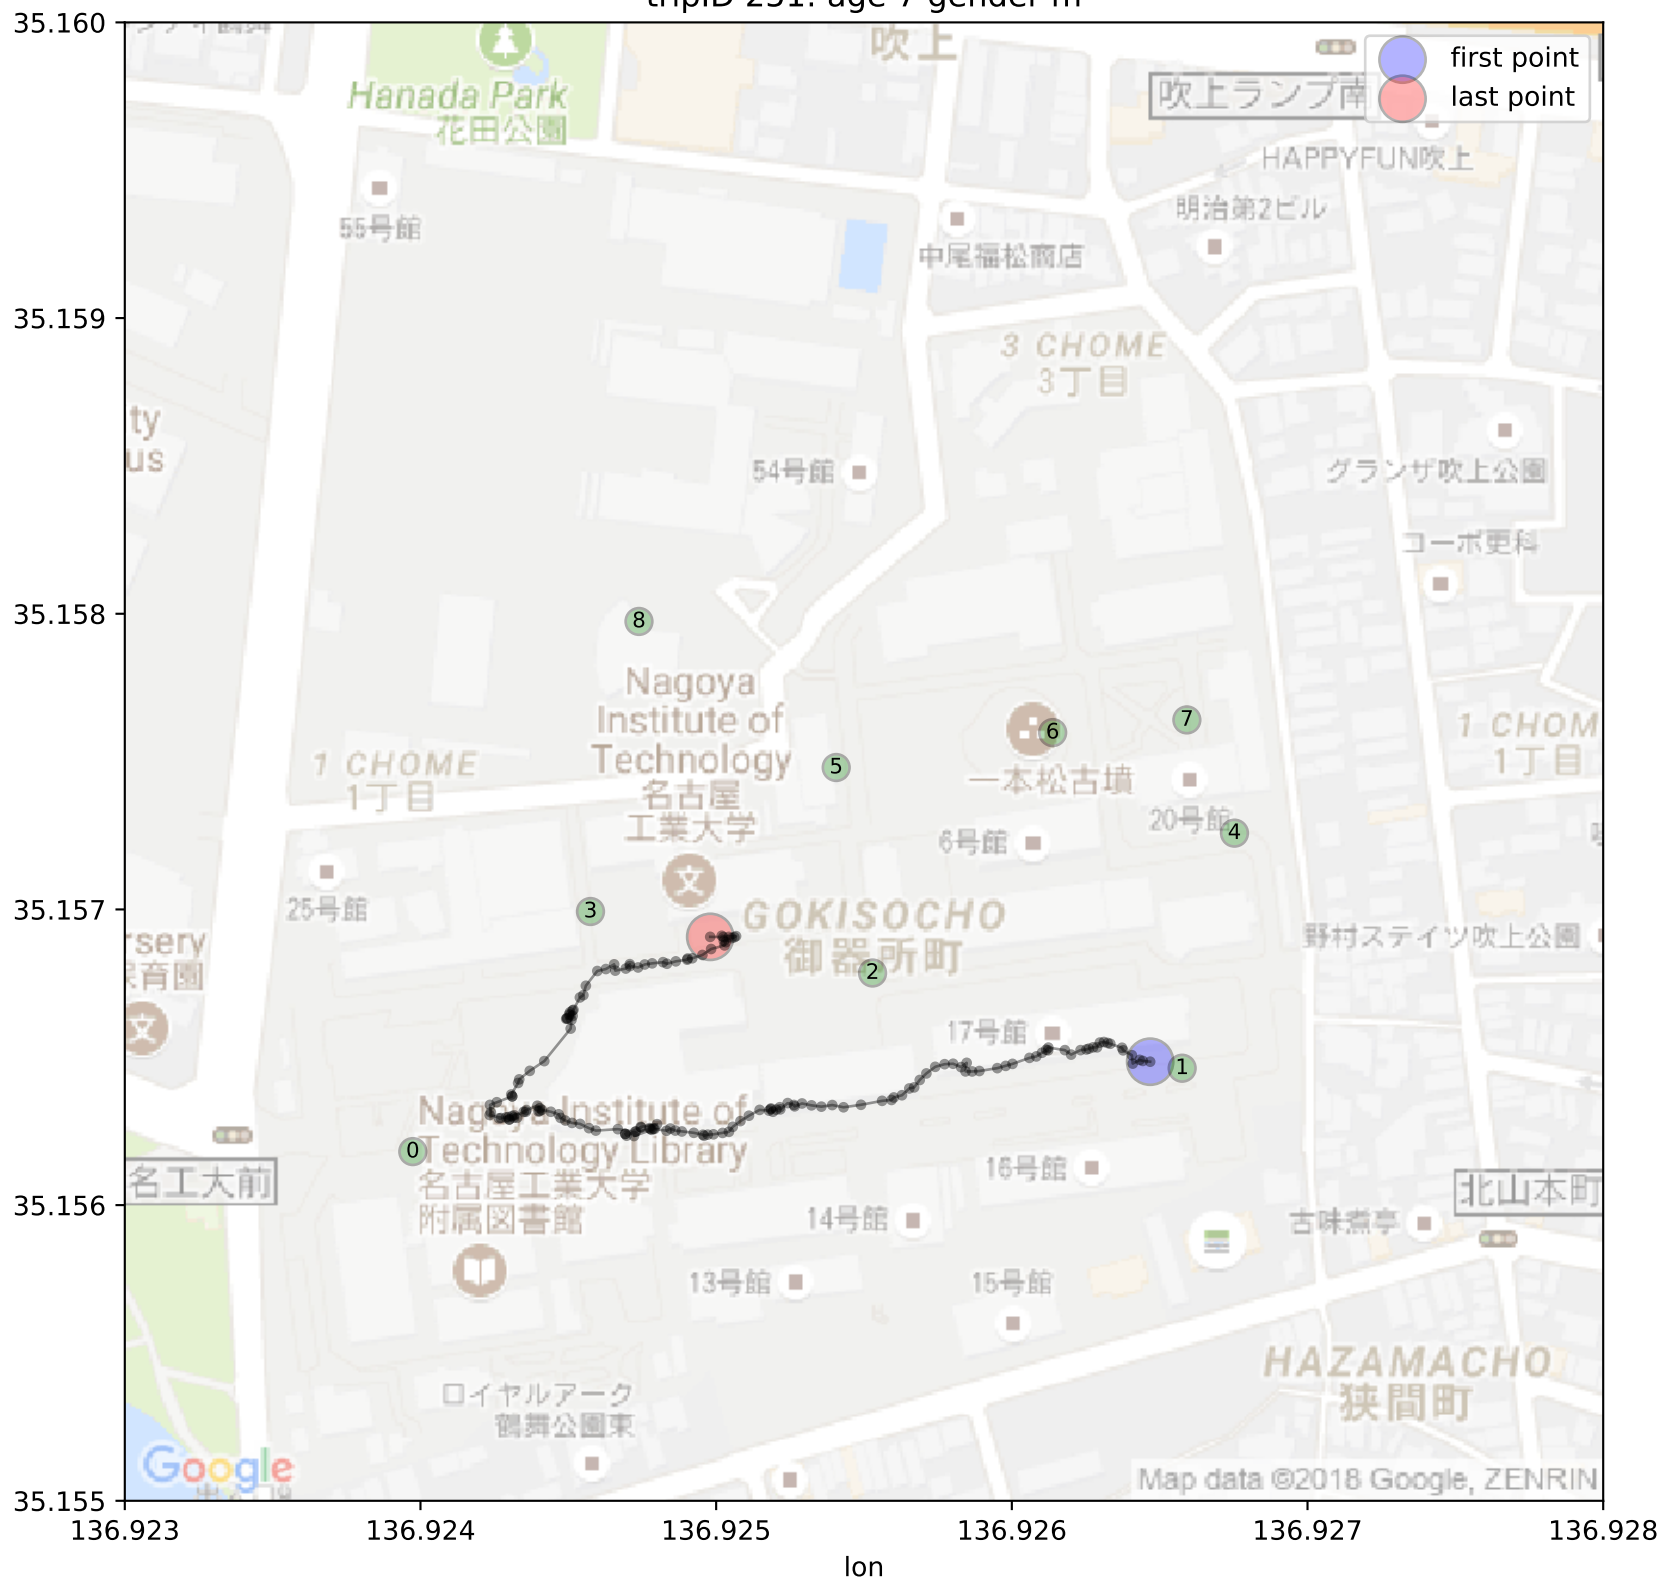 35.160
first point
last point
吹上
吹上ランプ南
Hanada Park
花田公園
HAPPYFUN吹上
明治第2ビル
55号館
中尾福松商店
35.159
3 CHOME
3丁目
ty
us
54号館
グランザ吹上公園
コーポ更科
35.158
8
Nagoya
Institute of
Technology
名古屋
工業大学
7
6
5
1 CHOME
1丁目
一本松古墳
1 CHOM
1丁目
20号館
4
6号館
35.157
25号館
3
GOKISOCHO
御器所町
野村ステイツ吹上公園
rsery
保育園
2
17号館
1
Nagoya Institute of
Technology Library
名古屋工業大学
附属図書館
0
名工大前
16号館
北山本町
35.156
14号館
古味煮亭
13号館
15号館
HAZAMACHO
狭間町
ロイヤルアーク
鶴舞公園東
Google
Map data ©2018 Google, ZENRIN
35.155
136.923
136.924
136.925
136.926
136.927
136.928
lon